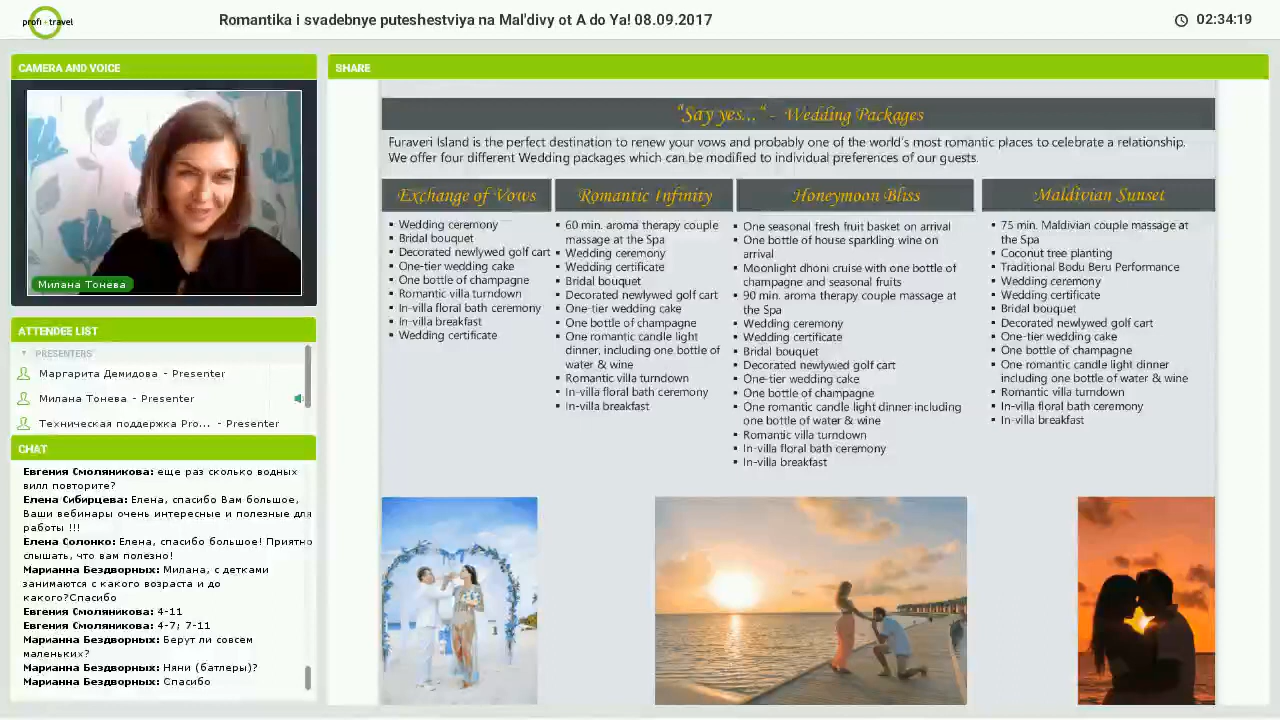 profi travel
Romantika i svadebnye puteshestviya na Mal'divy ot A do Ya! 08.09.2017
02:34:19
CAMERA AND VOICE
Милана Тонева
ATTENDEE LIST
PRESENTERS
Маргарита Демидова - Presenter
Милана Тонева - Presenter
Техническая поддержка Pro... - Presenter
CHAT
Евгения Смоляникова: еще раз сколько водных
вилл повторите?
Елена Сибирцева: Елена, спасибо Вам большое,
Ваши вебинары очень интересные и полезные для
работы !!!
Елена Солонко: Елена, спасибо большое! Приятно
слышать, что вам полезно!
Марианна Бездворных: Милана, с детками
занимаются с какого возраста и до
какого?Спасибо
Евгения Смоляникова: 4-11
Евгения Смоляникова: 4-7; 7-11
Марианна Бездворных: Берут ли совсем
маленьких?
Марианна Бездворных: Няни (батлеры)?
Марианна Бездворных: Спасибо
SHARE
"Say yes..." - Wedding Packages
Furaveri Island is the perfect destination to renew your vows and probably one of the world's most romantic places to celebrate a relationship.
We offer four different Wedding packages which can be modified to individual preferences of our guests.
Exchange of Vows
▪ Wedding ceremony
▪ Bridal bouquet
▪ Decorated newlywed golf cart
▪ One-tier wedding cake
▪ One bottle of champagne
▪ Romantic villa turndown
▪ In-villa floral bath ceremony
▪ In-villa breakfast
▪ Wedding certificate
Romantic Infinity
▪ 60 min. aroma therapy couple
massage at the Spa
▪ Wedding ceremony
▪ Wedding certificate
▪ Bridal bouquet
▪ Decorated newlywed golf cart
▪ One-tier wedding cake
▪ One bottle of champagne
▪ One romantic candle light
dinner, including one bottle of
water & wine
▪ Romantic villa turndown
▪ In-villa floral bath ceremony
▪ In-villa breakfast
Honeymoon Bliss
▪ One seasonal fresh fruit basket on arrival
▪ One bottle of house sparkling wine on
arrival
▪ Moonlight dhoni cruise with one bottle of
champagne and seasonal fruits
▪ 90 min. aroma therapy couple massage at
the Spa
▪ Wedding ceremony
▪ Wedding certificate
▪ Bridal bouquet
▪ Decorated newlywed golf cart
▪ One-tier wedding cake
▪ One bottle of champagne
▪ One romantic candle light dinner including
one bottle of water & wine
▪ Romantic villa turndown
▪ In-villa floral bath ceremony
▪ In-villa breakfast
Maldivian Sunset
▪ 75 min. Maldivian couple massage at
the Spa
▪ Coconut tree planting
▪ Traditional Bodu Beru Performance
▪ Wedding ceremony
▪ Wedding certificate
▪ Bridal bouquet
▪ Decorated newlywed golf cart
▪ One-tier wedding cake
▪ One bottle of champagne
▪ One romantic candle light dinner
including one bottle of water & wine
▪ Romantic villa turndown
▪ In-villa floral bath ceremony
▪ In-villa breakfast